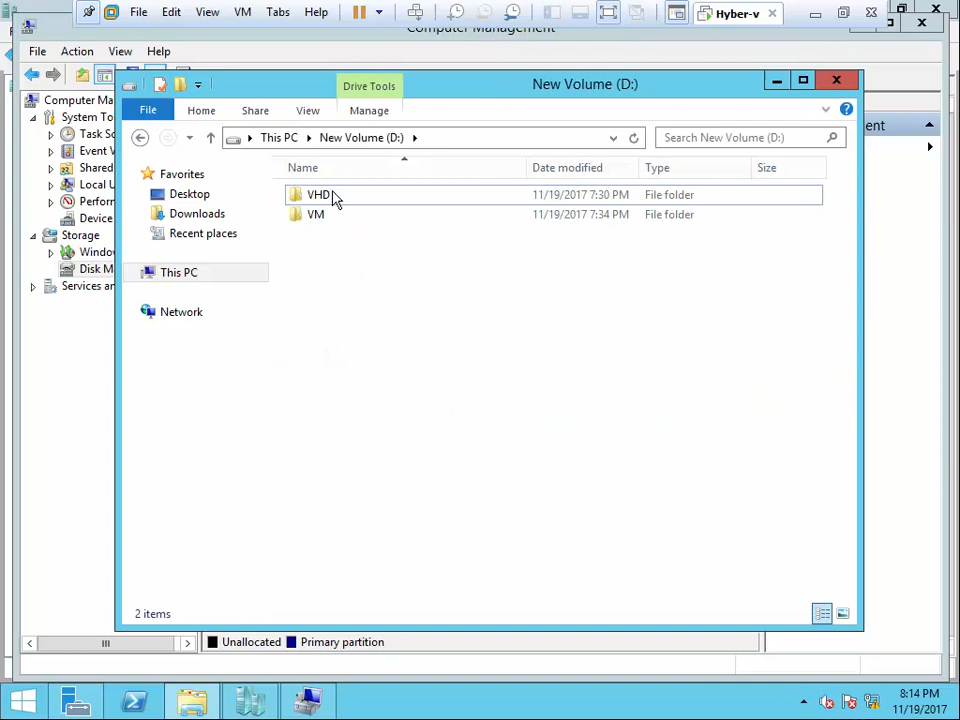 File Edit View VM Tabs Help Hyber-v
Computer Management
File Action View Help
New Volume (D:)
Drive Tools
File Home Share View Manage
This PC New Volume (D:) Search New Volume (D:)
Name Date modified Type Size
VHD 11/19/2017 7:30 PM File folder
VM 11/19/2017 7:34 PM File folder
Favorites
Desktop
Downloads
Recent places
This PC
Network
2 items
Computer Ma
System To
Task Sc
Event V
Shared
Local U
Perfor
Device
Storage
Windo
Disk M
Services an
ent
Unallocated Primary partition
8:14 PM
11/19/2017